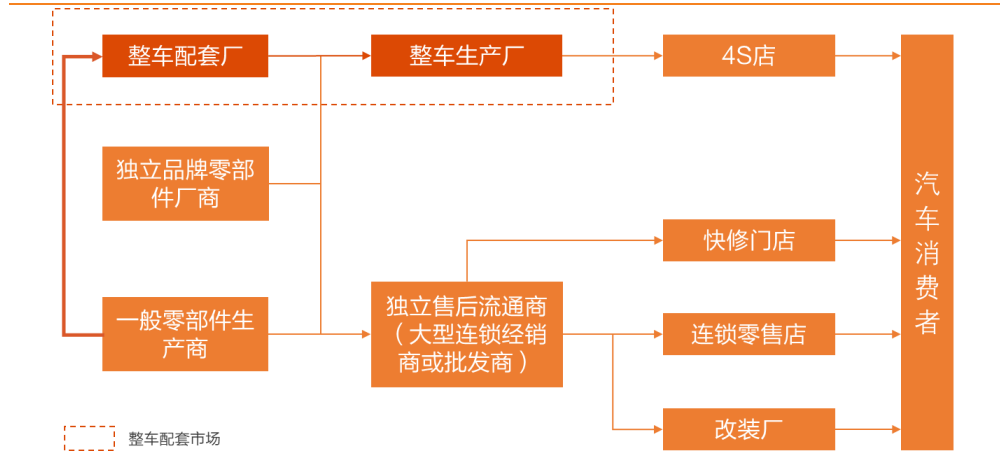 整车配套厂
整车生产厂
4S店
独立品牌零部
件厂商
快修门店
一般零部件生
产商
独立售后流通商
（大型连锁经销
商或批发商）
连锁零售店
改装厂
汽
车
消
费
者
整车配套市场